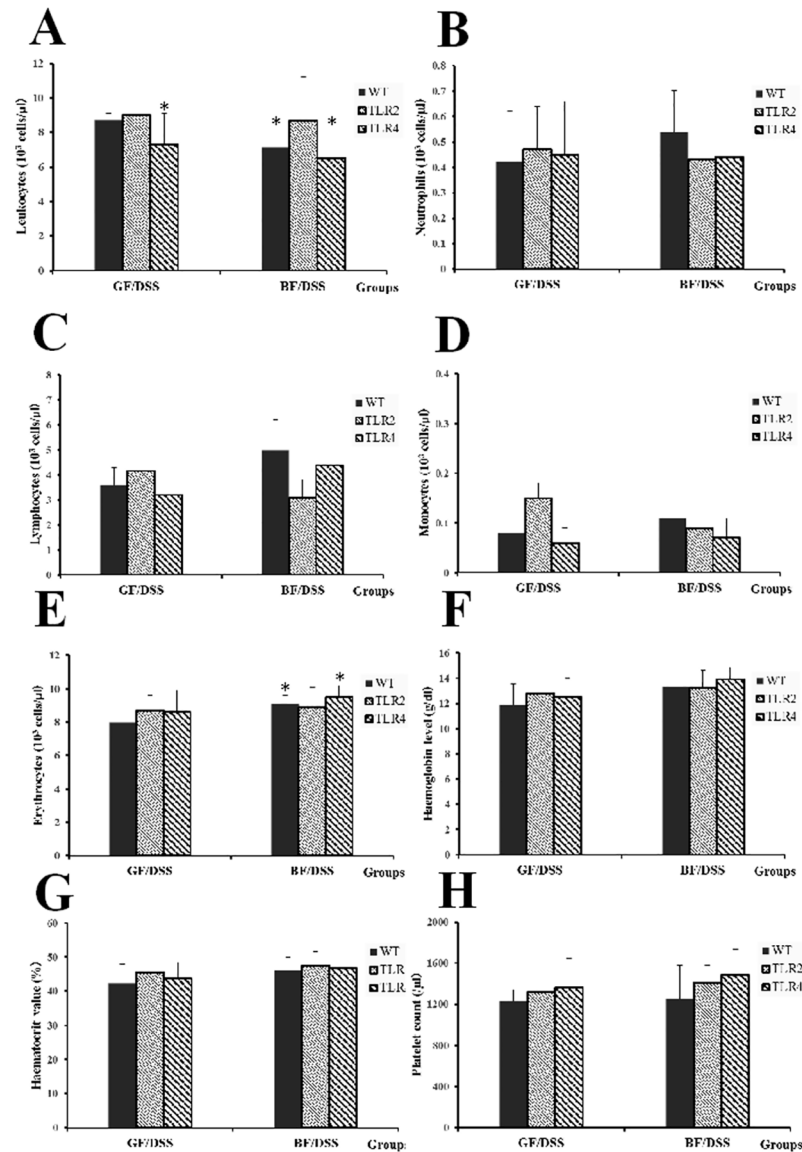 A
Leukocytes (10³ cells/µl)
12
10
8
6
4
2
0
*
*
*
WT
TLR2
TLR4
GF/DSS
BF/DSS
Groups
B
Neutrophils (10³ cells/µl)
0.8
0.7
0.6
0.5
0.4
0.3
0.2
0.1
0
WT
TLR2
TLR4
GF/DSS
BF/DSS
Groups
C
Lymphocytes (10³ cells/µl)
8
7
6
5
4
3
2
1
0
WT
TLR2
TLR4
GF/DSS
BF/DSS
Groups
D
Monocytes (10³ cells/µl)
0.4
0.3
0.2
0.1
0
WT
TLR2
TLR4
GF/DSS
BF/DSS
Groups
E
Erythrocytes (10³ cells/µl)
12
10
8
6
4
2
0
*
*
WT
TLR2
TLR4
GF/DSS
BF/DSS
Groups
F
Haemoglobin level (g/dl)
16
14
12
10
8
6
4
2
0
WT
TLR2
TLR4
GF/DSS
BF/DSS
Groups
G
Haematocrit value (%)
60
50
40
30
20
10
0
WT
TLR
TLR
GF/DSS
BF/DSS
Groups
H
Platelet count (/µl)
2000
1600
1200
800
400
0
WT
TLR2
TLR4
GF/DSS
BF/DSS
Groups